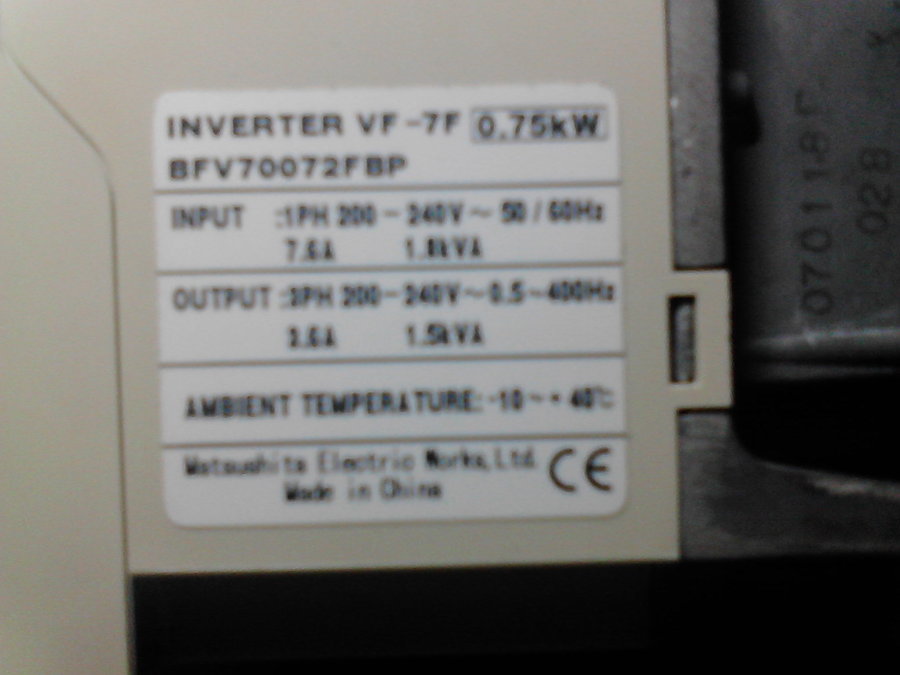 INVERTER VF-7F 0.75kW
BFV70072FBP
INPUT :1PH 200-240V~50/60Hz
7.6A 1.8kVA
OUTPUT :3PH 200-240V~0.5~400Hz
3.6A 1.5kVA
AMBIENT TEMPERATURE: -10~+40℃
Matsushita Electric Works, Ltd.
Made in China
CE
070118F
028